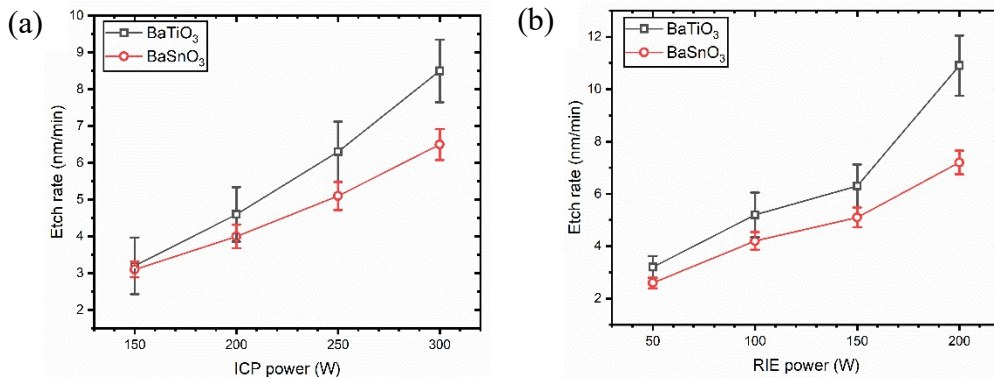 (a)
BaTiO₃
BaSnO₃
Etch rate (nm/min)
10
9
8
7
6
5
4
3
2
150 200 250 300
ICP power (W)
(b)
BaTiO₃
BaSnO₃
Etch rate (nm/min)
12
10
8
6
4
2
50 100 150 200
RIE power (W)